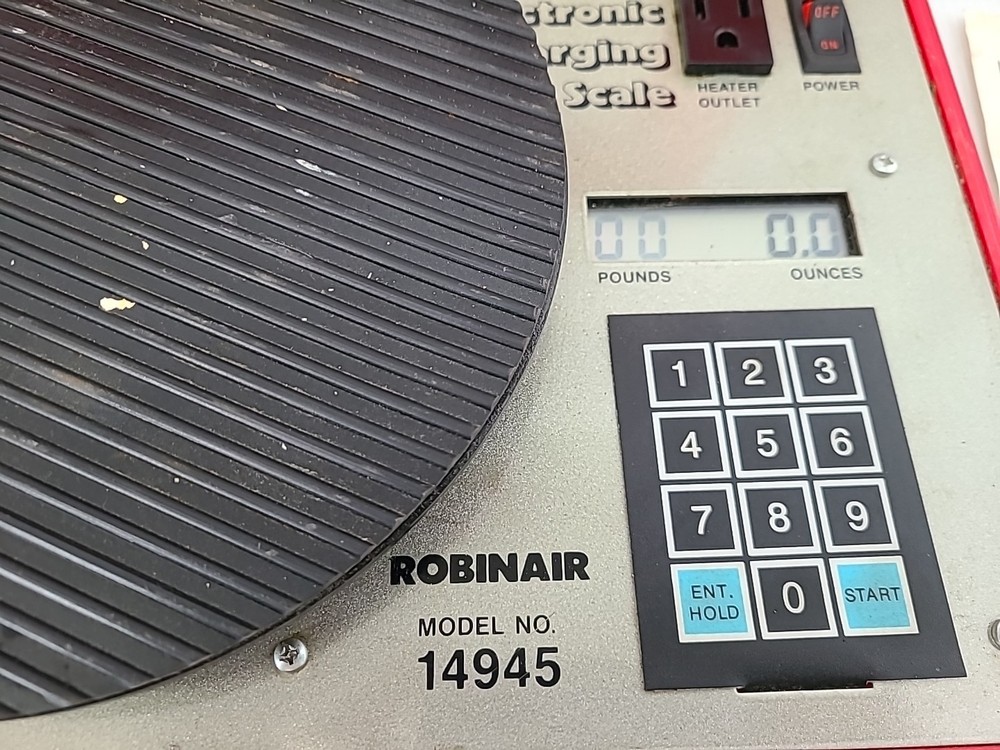 ctronic
arging
Scale
HEATER
OUTLET
OFF
ON
POWER
00 0.0
POUNDS OUNCES
1 2 3
4 5 6
7 8 9
ENT.
HOLD
0
START
ROBINAIR
MODEL NO.
14945